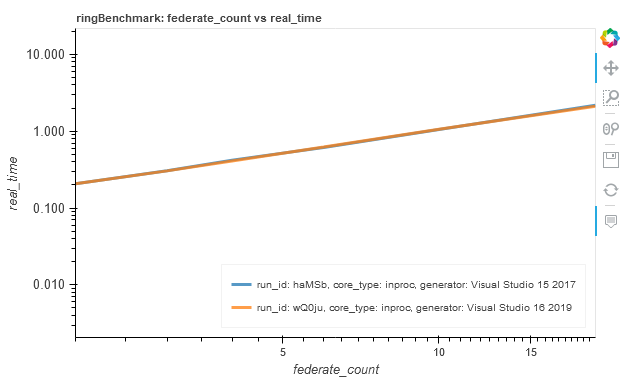 ringBenchmark: federate_count vs real_time
10.000
1.000
0.100
0.010
real_time
run_id: haMSb, core_type: inproc, generator: Visual Studio 15 2017
run_id: wQ0ju, core_type: inproc, generator: Visual Studio 16 2019
5
10
15
federate_count